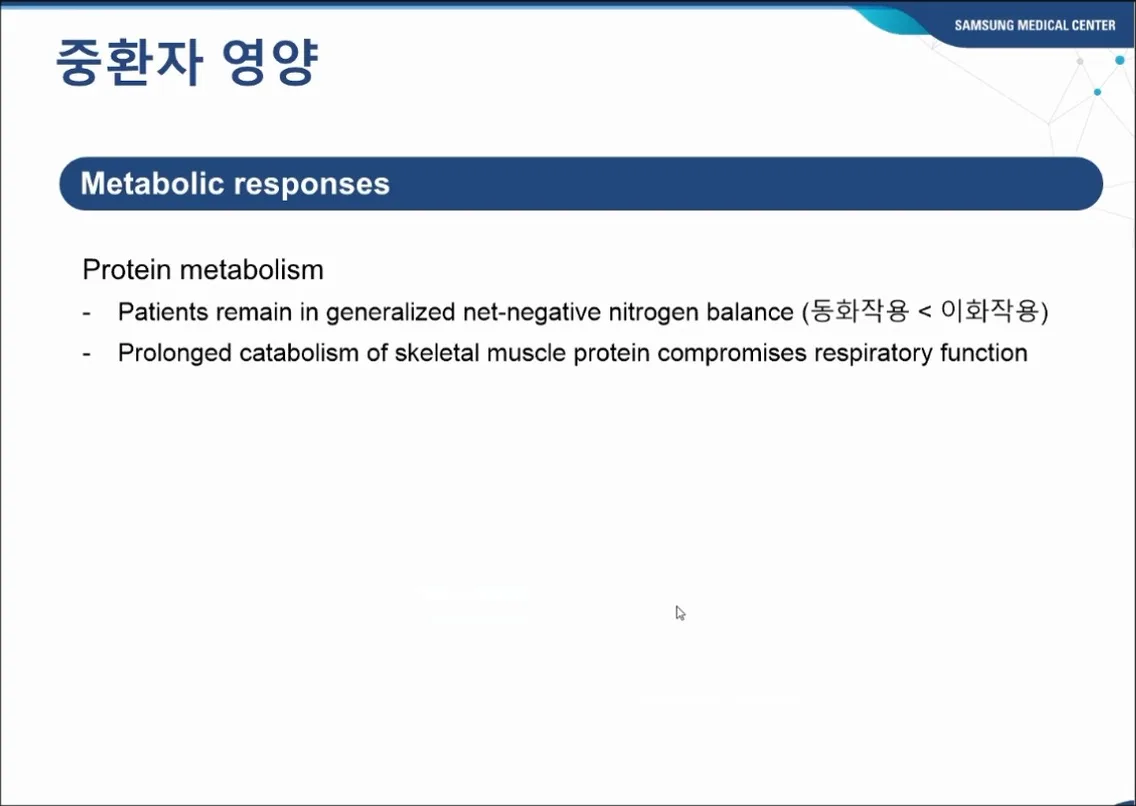 SAMSUNG MEDICAL CENTER
중환자 영양
Metabolic responses
Protein metabolism
- Patients remain in generalized net-negative nitrogen balance (동화작용 < 이화작용)
- Prolonged catabolism of skeletal muscle protein compromises respiratory function